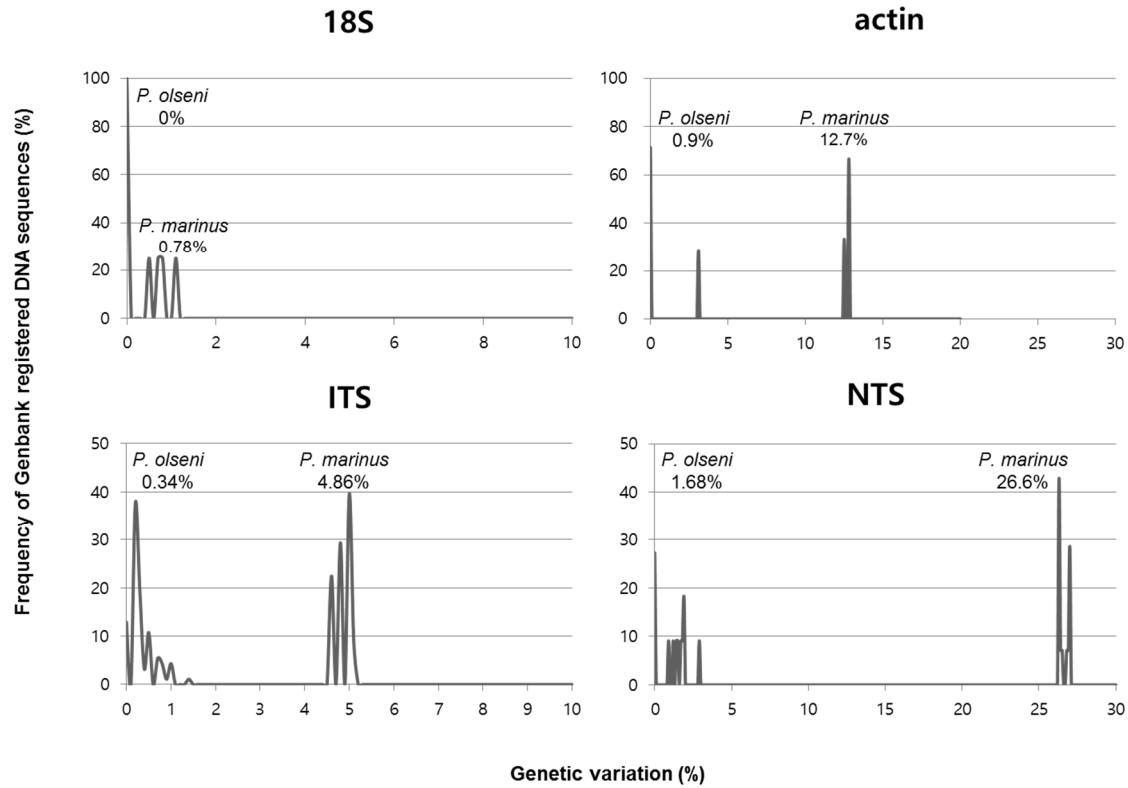 18S
actin
Frequency of Genbank registered DNA sequences (%)
100
80
60
40
20
0
P. olseni
0%
P. marinus
0.78%
0 2 4 6 8 10
100
80
60
40
20
0
P. olseni
0.9%
P. marinus
12.7%
0 5 10 15 20 25 30
ITS
NTS
50
40
30
20
10
0
P. olseni
0.34%
P. marinus
4.86%
0 1 2 3 4 5 6 7 8 9 10
50
40
30
20
10
0
P. olseni
1.68%
P. marinus
26.6%
0 5 10 15 20 25 30
Genetic variation (%)